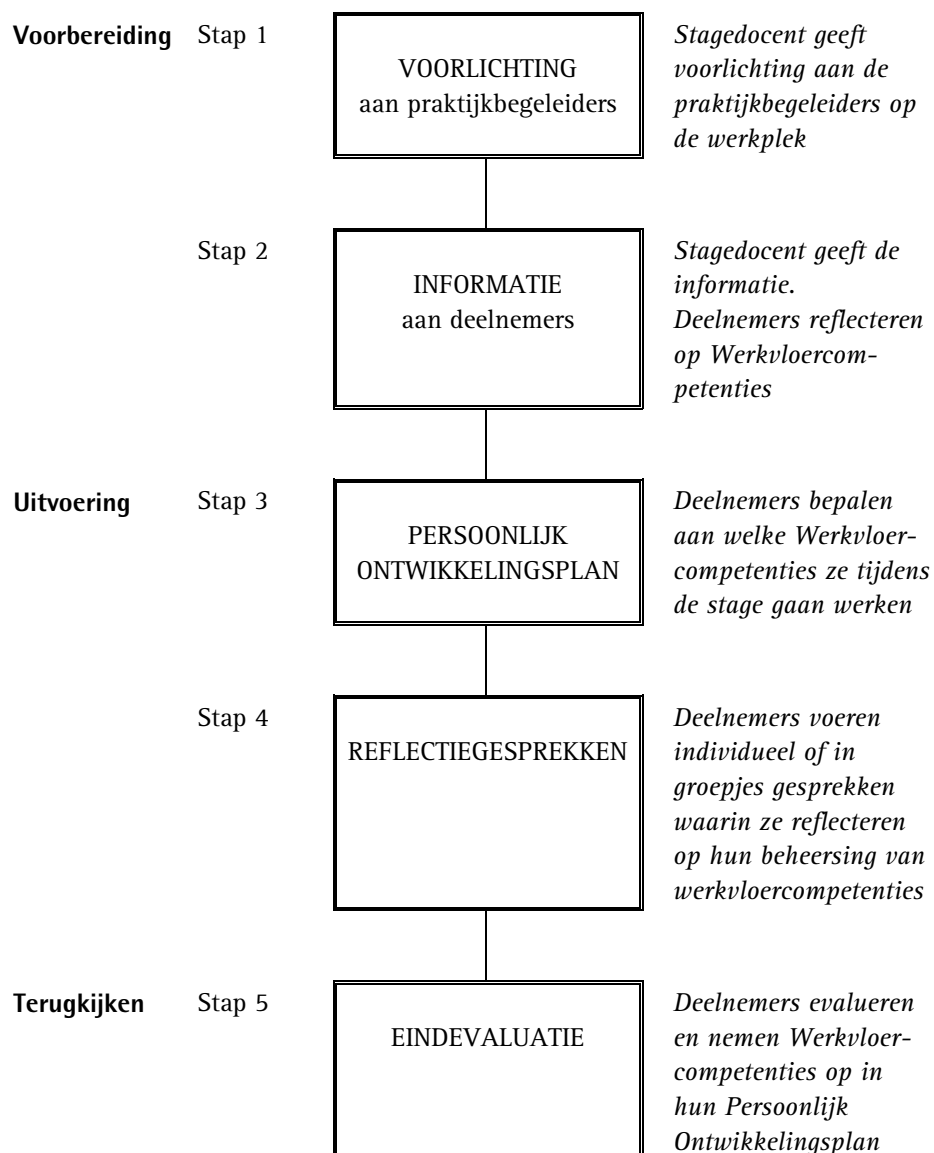 Voorbereiding Stap 1
VOORLICHTING
aan praktijkbegeleiders
Stagedocent geeft
voorlichting aan de
praktijkbegeleiders op
de werkplek
Stap 2
INFORMATIE
aan deelnemers
Stagedocent geeft de
informatie.
Deelnemers reflecteren
op Werkvloercom-
petenties
Uitvoering Stap 3
PERSOONLIJK
ONTWIKKELINGSPLAN
Deelnemers bepalen
aan welke Werkvloer-
competenties ze tijdens
de stage gaan werken
Stap 4
REFLECTIEGESPREKKEN
Deelnemers voeren
individueel of in
groepjes gesprekken
waarin ze reflecteren
op hun beheersing van
werkvloercompetenties
Terugkijken Stap 5
EINDEVALUATIE
Deelnemers evalueren
en nemen Werkvloer-
competenties op in
hun Persoonlijk
Ontwikkelingsplan